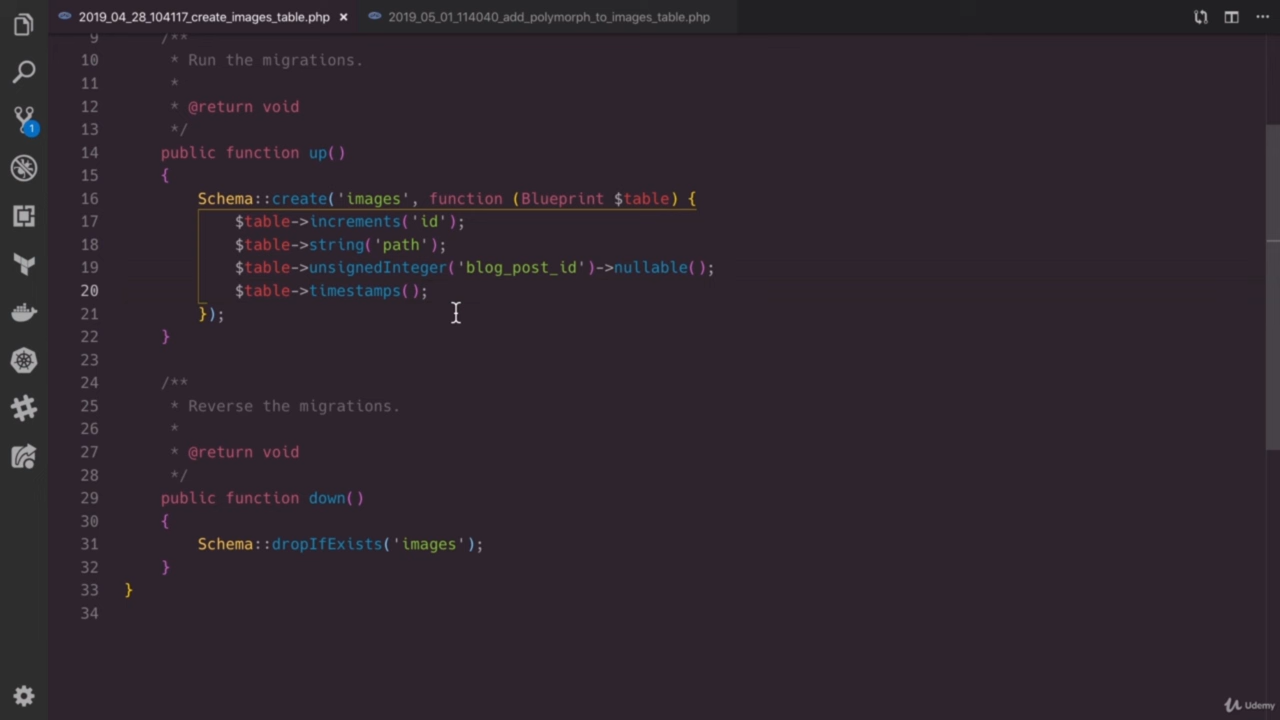 2019_04_28_104117_create_images_table.php × 2019_05_01_114040_add_polymorph_to_images_table.php
9 /**
10 * Run the migrations.
11 *
12 * @return void
13 */
14 public function up()
15 {
16 Schema::create('images', function (Blueprint $table) {
17 $table->increments('id');
18 $table->string('path');
19 $table->unsignedInteger('blog_post_id')->nullable();
20 $table->timestamps();
21 });
22 }
23
24 /**
25 * Reverse the migrations.
26 *
27 * @return void
28 */
29 public function down()
30 {
31 Schema::dropIfExists('images');
32 }
33 }
34
1
Udemy